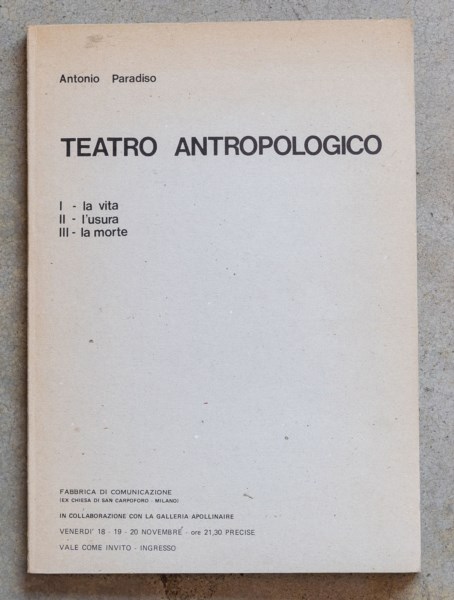 Antonio Paradiso
TEATRO ANTROPOLOGICO
I - la vita
II - l'usura
III - la morte
FABBRICA DI COMUNICAZIONE
(EX CHIESA DI SAN CARPOFORO - MILANO)
IN COLLABORAZIONE CON LA GALLERIA APOLLINAIRE
VENERDI' 18 - 19 - 20 NOVEMBRE - ore 21,30 PRECISE
VALE COME INVITO - INGRESSO